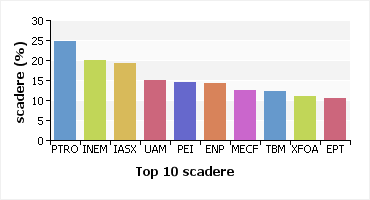 scadere (%)
30
25
20
15
10
5
0
PTRO INEM IASX UAM PEI ENP MECF TBM XFOA EPT
Top 10 scadere